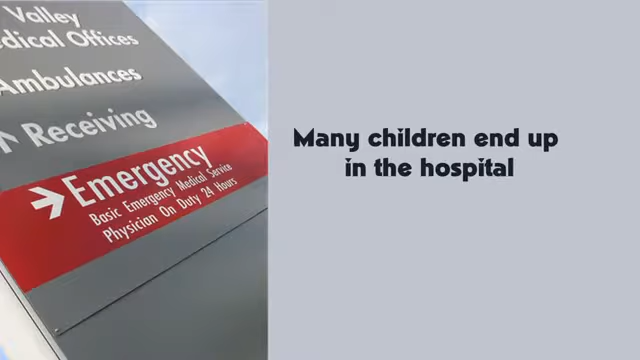 Valley
Medical Offices
Ambulances
Receiving
Emergency
Basic Emergency Medical Service
Physician On Duty 24 Hours
Many children end up
in the hospital